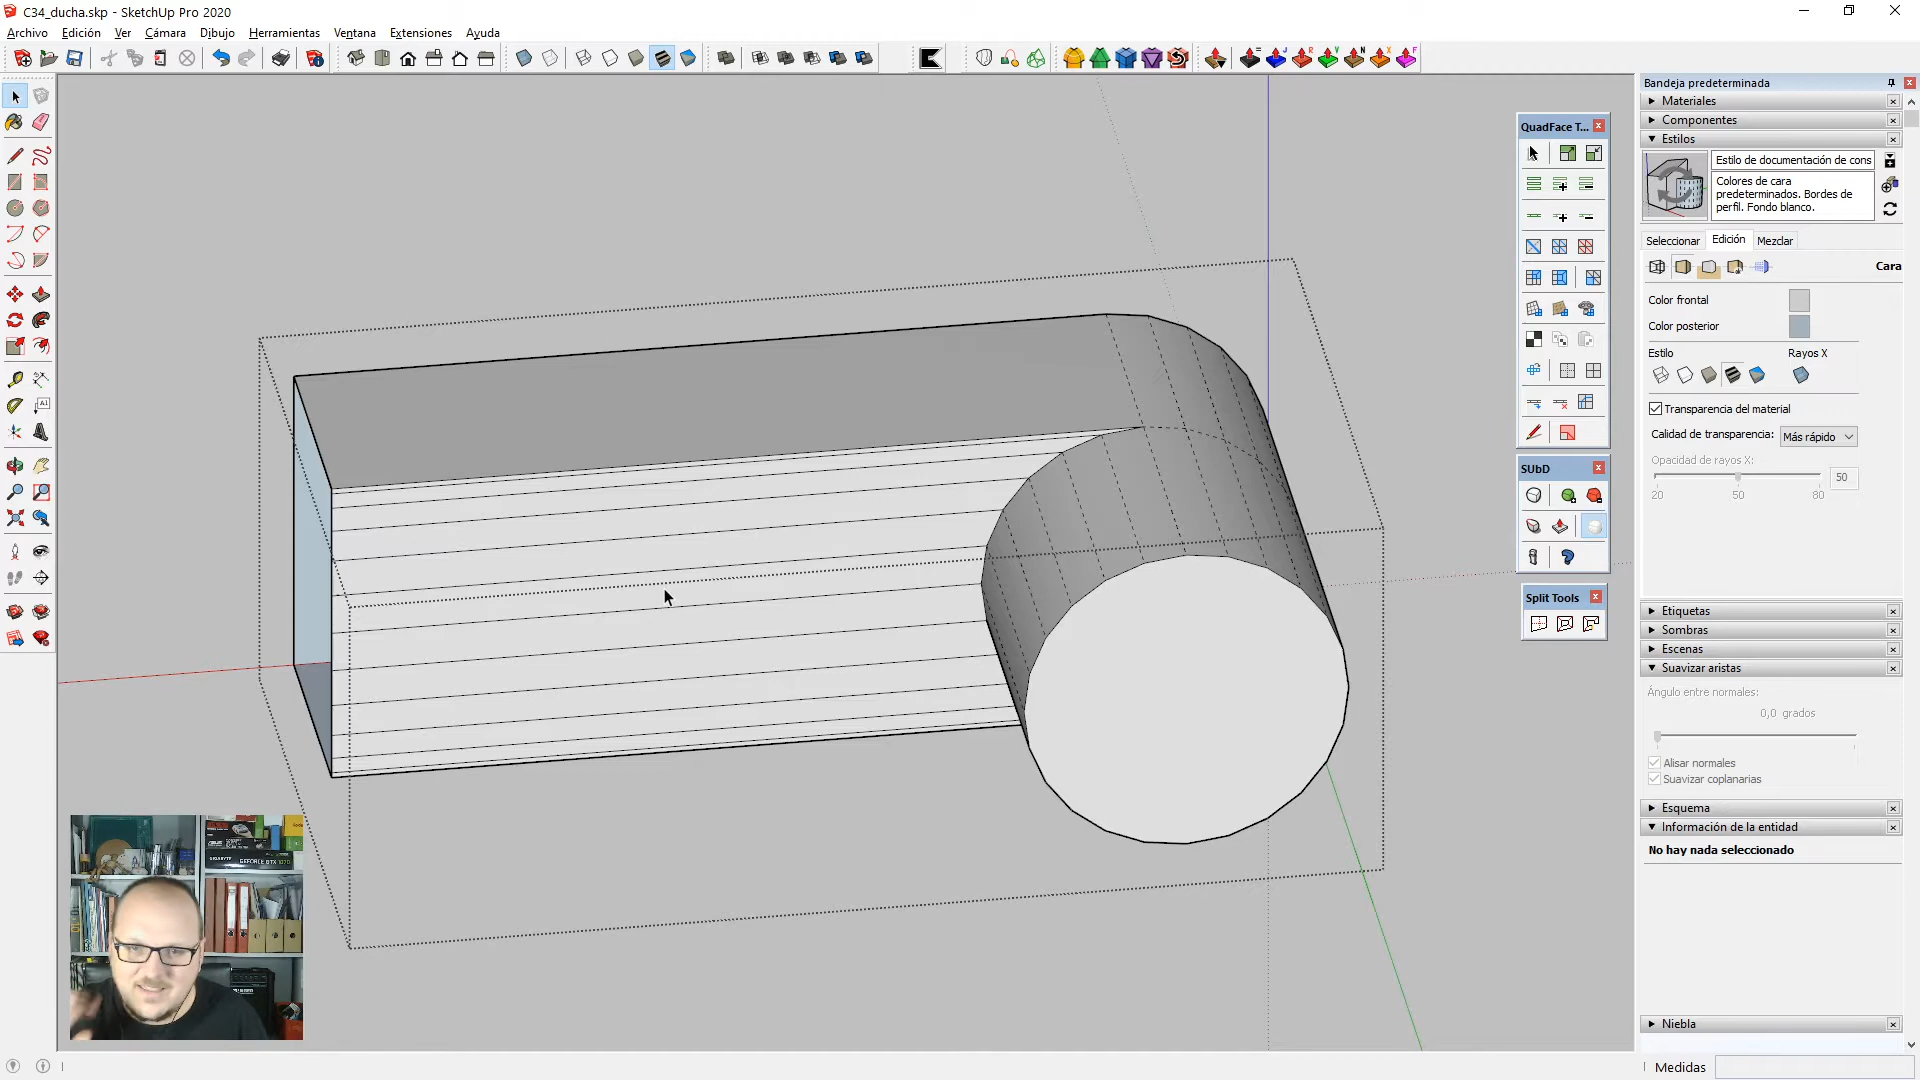 C34_ducha.skp - SketchUp Pro 2020
Archivo Edición Ver Cámara Dibujo Herramientas Ventana Extensiones Ayuda
Bandeja predeterminada
Materiales
Componentes
Estilos
Estilo de documentación de cons
Colores de cara
predeterminados. Bordes de
perfil. Fondo blanco.
Seleccionar Edición Mezclar
Cara
Color frontal
Color posterior
Estilo Rayos X
Transparencia del material
Calidad de transparencia: Más rápido
Opacidad de rayos X:
50
20 50 80
Etiquetas
Sombras
Escenas
Suavizar aristas
Ángulo entre normales:
0,0 grados
Alisar normales
Suavizar coplanarias
Esquema
Información de la entidad
No hay nada seleccionado
Niebla
Medidas
QuadFace T...
SUbD
Split Tools
GIGABYTE
GEFORCE GTX 1070